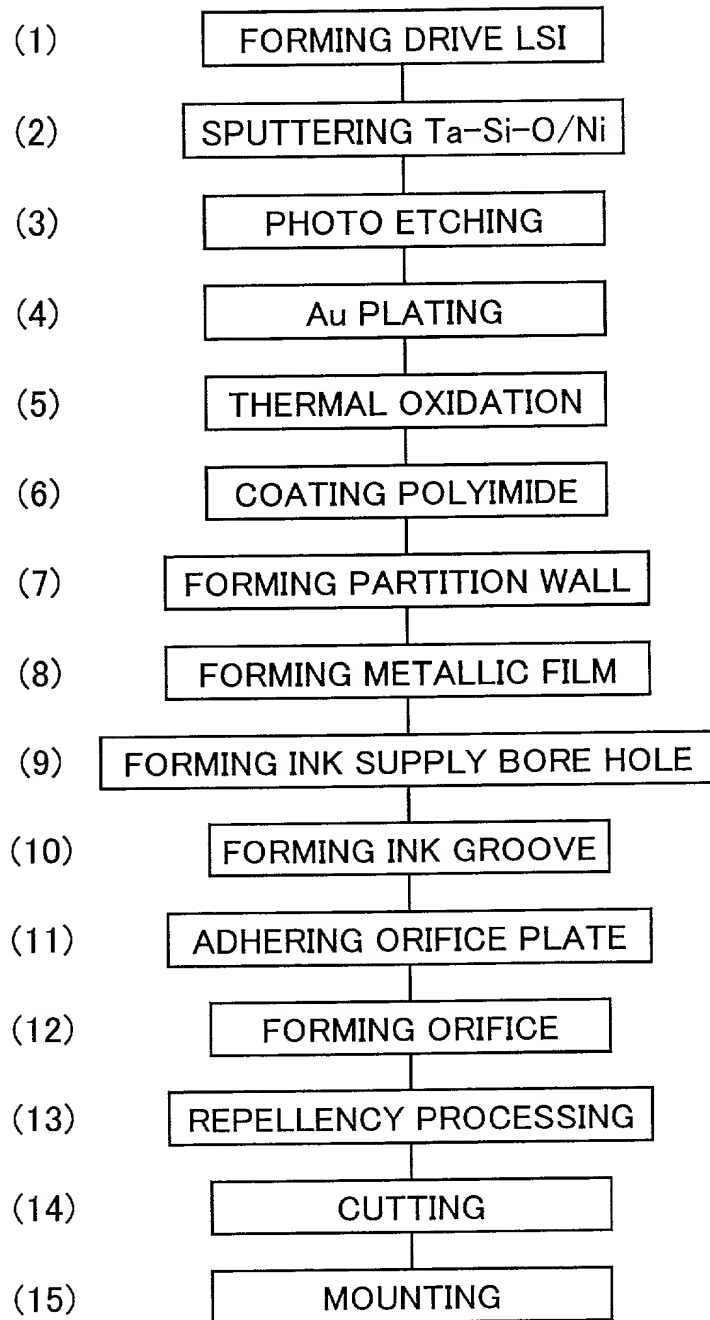 (1) FORMING DRIVE LSI
(2) SPUTTERING Ta-Si-O/Ni
(3) PHOTO ETCHING
(4) Au PLATING
(5) THERMAL OXIDATION
(6) COATING POLYIMIDE
(7) FORMING PARTITION WALL
(8) FORMING METALLIC FILM
(9) FORMING INK SUPPLY BORE HOLE
(10) FORMING INK GROOVE
(11) ADHERING ORIFICE PLATE
(12) FORMING ORIFICE
(13) REPELLENCY PROCESSING
(14) CUTTING
(15) MOUNTING